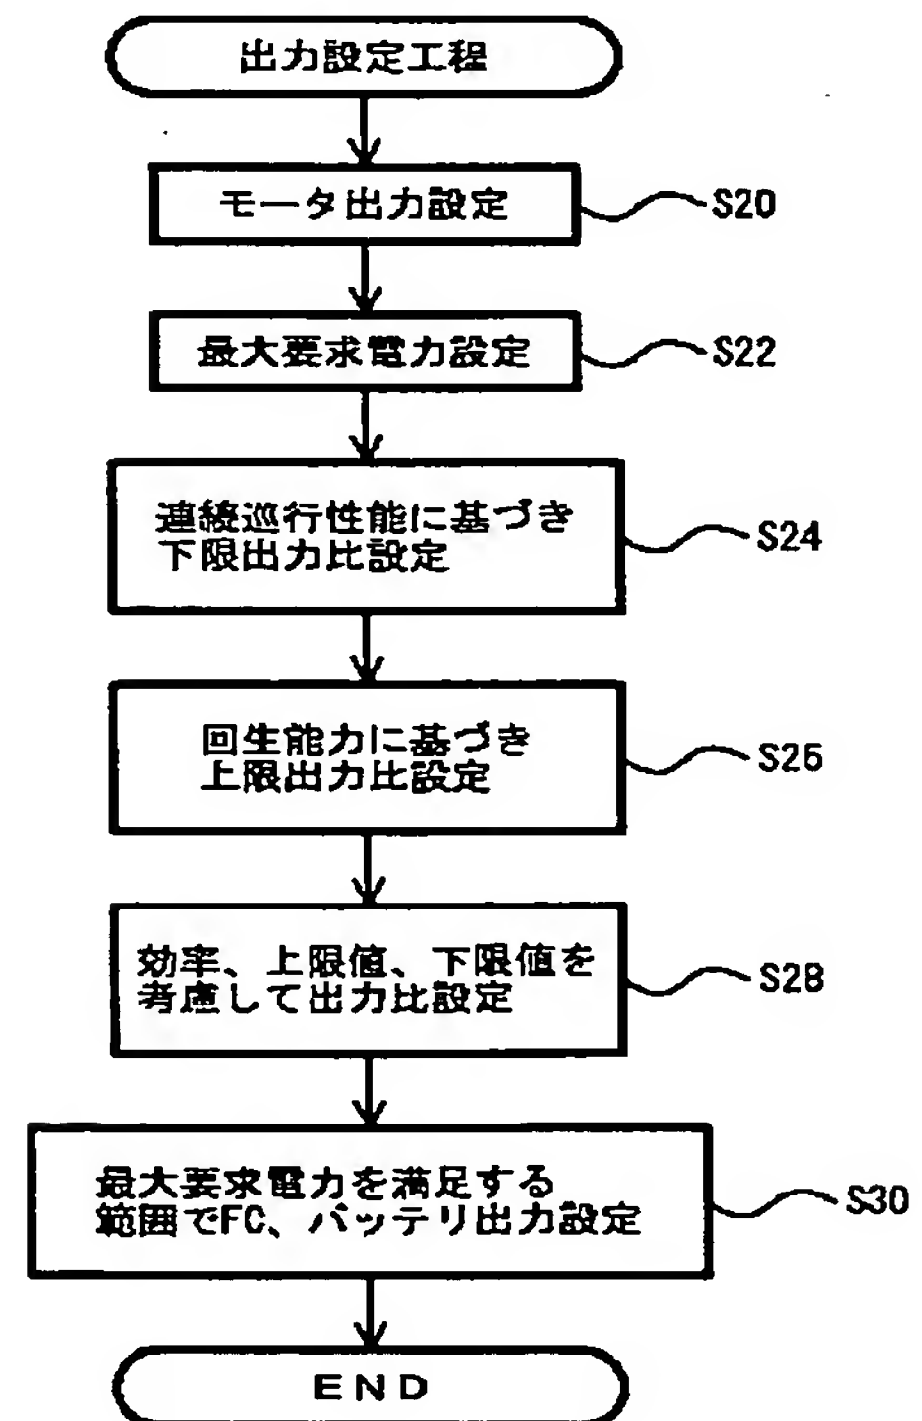 出力設定工程
モータ出力設定
S20
最大要求電力設定
S22
連続巡行性能に基づき
下限出力比設定
S24
回生能力に基づき
上限出力比設定
S26
効率、上限値、下限値を
考慮して出力比設定
S28
最大要求電力を満足する
範囲でFC、バッテリ出力設定
S30
END